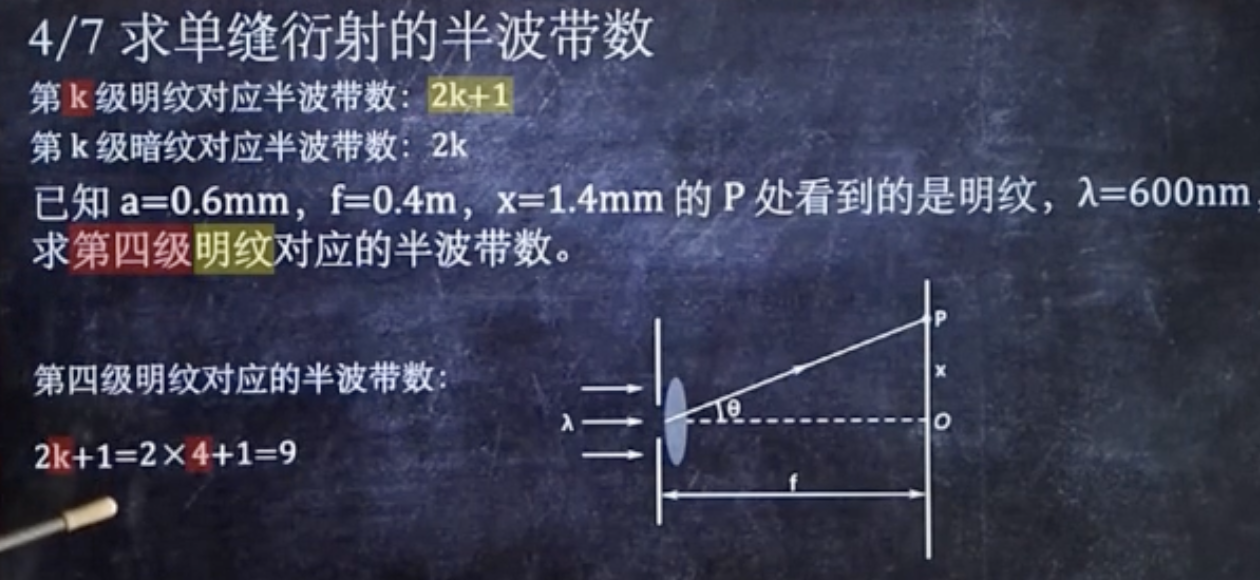 4/7 求单缝衍射的半波带数
第 k 级明纹对应半波带数：2k+1
第 k 级暗纹对应半波带数：2k
已知 a=0.6mm，f=0.4m，x=1.4mm 的 P 处看到的是明纹，λ=600nm，
求第四级明纹对应的半波带数。
第四级明纹对应的半波带数：
2k+1=2×4+1=9
P
x
θ
λ
O
f